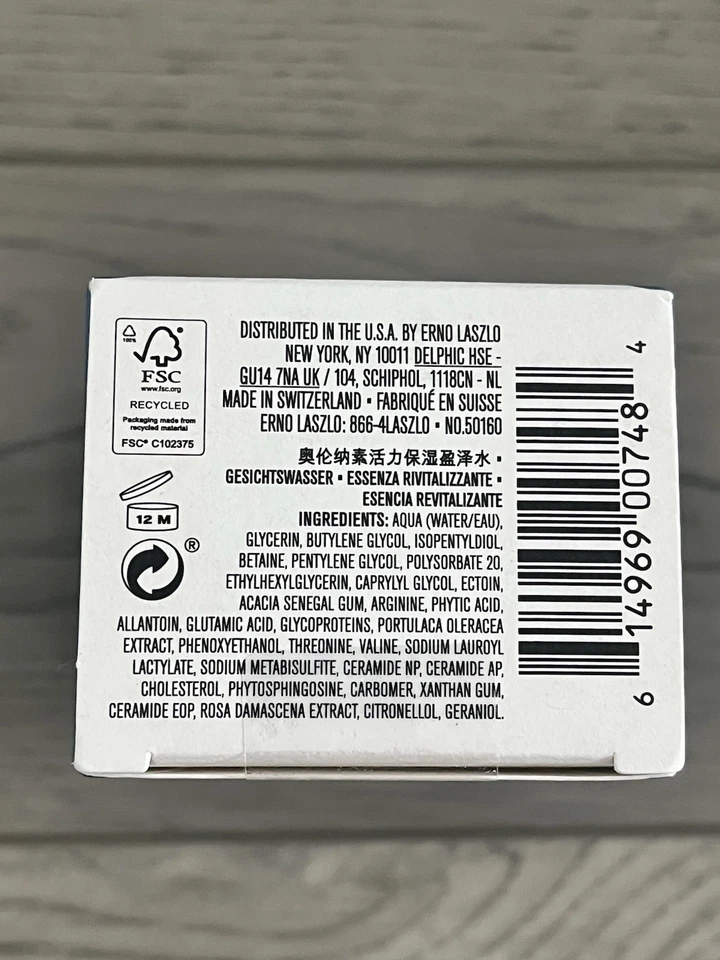 100%
FSC
www.fsc.org
RECYCLED
Packaging made from
recycled material
FSC® C102375
12 M
®
DISTRIBUTED IN THE U.S.A. BY ERNO LASZLO
NEW YORK, NY 10011 DELPHIC HSE -
GU14 7NA UK / 104, SCHIPHOL, 1118CN - NL
MADE IN SWITZERLAND ▪ FABRIQUÉ EN SUISSE
ERNO LASZLO: 866-4LASZLO ▪ NO.50160
奥伦纳素活力保湿盈泽水 ▪
GESICHTSWASSER ▪ ESSENZA RIVITALIZZANTE ▪
ESENCIA REVITALIZANTE
INGREDIENTS: AQUA (WATER/EAU),
GLYCERIN, BUTYLENE GLYCOL, ISOPENTYLDIOL,
BETAINE, PENTYLENE GLYCOL, POLYSORBATE 20,
ETHYLHEXYLGLYCERIN, CAPRYLYL GLYCOL, ECTOIN,
ACACIA SENEGAL GUM, ARGININE, PHYTIC ACID,
ALLANTOIN, GLUTAMIC ACID, GLYCOPROTEINS, PORTULACA OLERACEA
EXTRACT, PHENOXYETHANOL, THREONINE, VALINE, SODIUM LAUROYL
LACTYLATE, SODIUM METABISULFITE, CERAMIDE NP, CERAMIDE AP,
CHOLESTEROL, PHYTOSPHINGOSINE, CARBOMER, XANTHAN GUM,
CERAMIDE EOP, ROSA DAMASCENA EXTRACT, CITRONELLOL, GERANIOL.
6 14969 00748 4